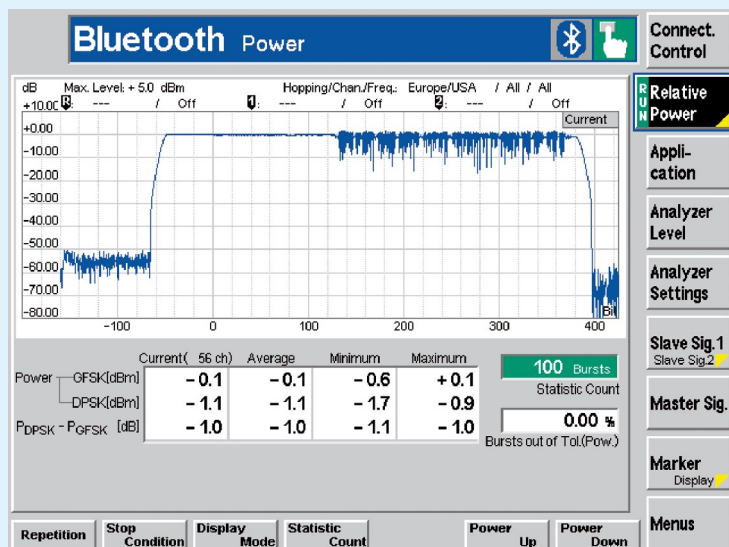 Bluetooth Power
Connect. Control
dB Max. Level: + 5.0 dBm Hopping/Chan./Freq.: Europe/USA / All / All
+10.00 R: --- / Off 1: --- / Off 2: --- / Off
Current
+0.00
-10.00
-20.00
-30.00
-40.00
-50.00
-60.00
-70.00
-80.00
-100 0 100 200 300 400 Bit
RUN Relative Power
Appli-
cation
Analyzer
Level
Analyzer
Settings
Slave Sig.1
Slave Sig.2
Master Sig.
Marker
Display
Menus
Current( 56 ch) Average Minimum Maximum
Power GFSK[dBm] - 0.1 - 0.1 - 0.6 + 0.1
DPSK[dBm] - 1.1 - 1.1 - 1.7 - 0.9
PDPSK - PGFSK [dB] - 1.0 - 1.0 - 1.1 - 1.0
100 Bursts
Statistic Count
0.00 %
Bursts out of Tol.(Pow.)
Repetition
Stop
Condition
Display
Mode
Statistic
Count
Power
Up
Power
Down